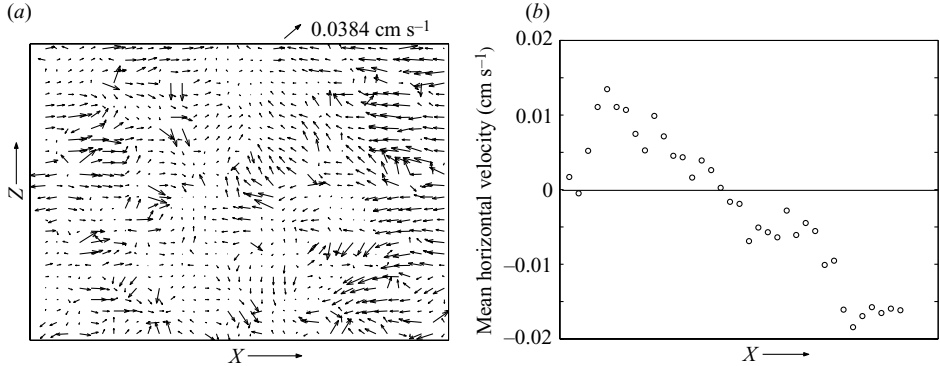 (a)
0.0384 cm s⁻¹
Z
X
(b)
Mean horizontal velocity (cm s⁻¹)
0.02
0.01
0
−0.01
−0.02
X